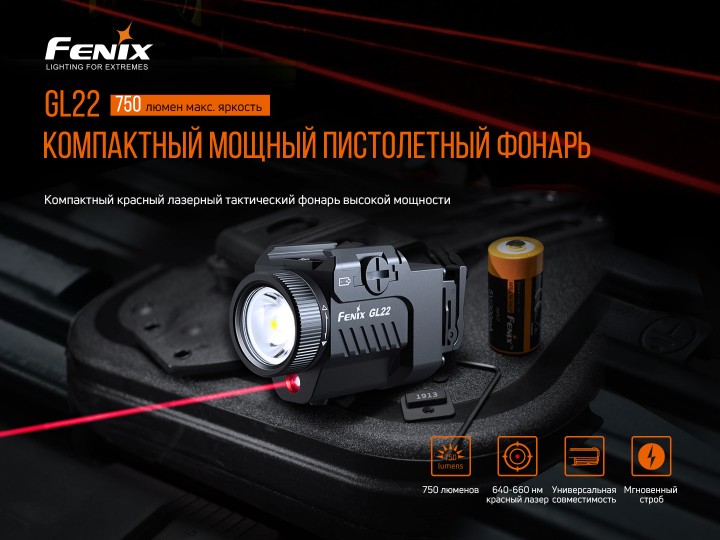 FENIX
LIGHTING FOR EXTREMES
GL22 750 люмен макс. яркость
КОМПАКТНЫЙ МОЩНЫЙ ПИСТОЛЕТНЫЙ ФОНАРЬ
Компактный красный лазерный тактический фонарь высокой мощности
FENIX GL22
FENIX
1913
750
lumens
750 люменов
640-660 нм
красный лазер
Универсальная
совместимость
Мгновенный
строб